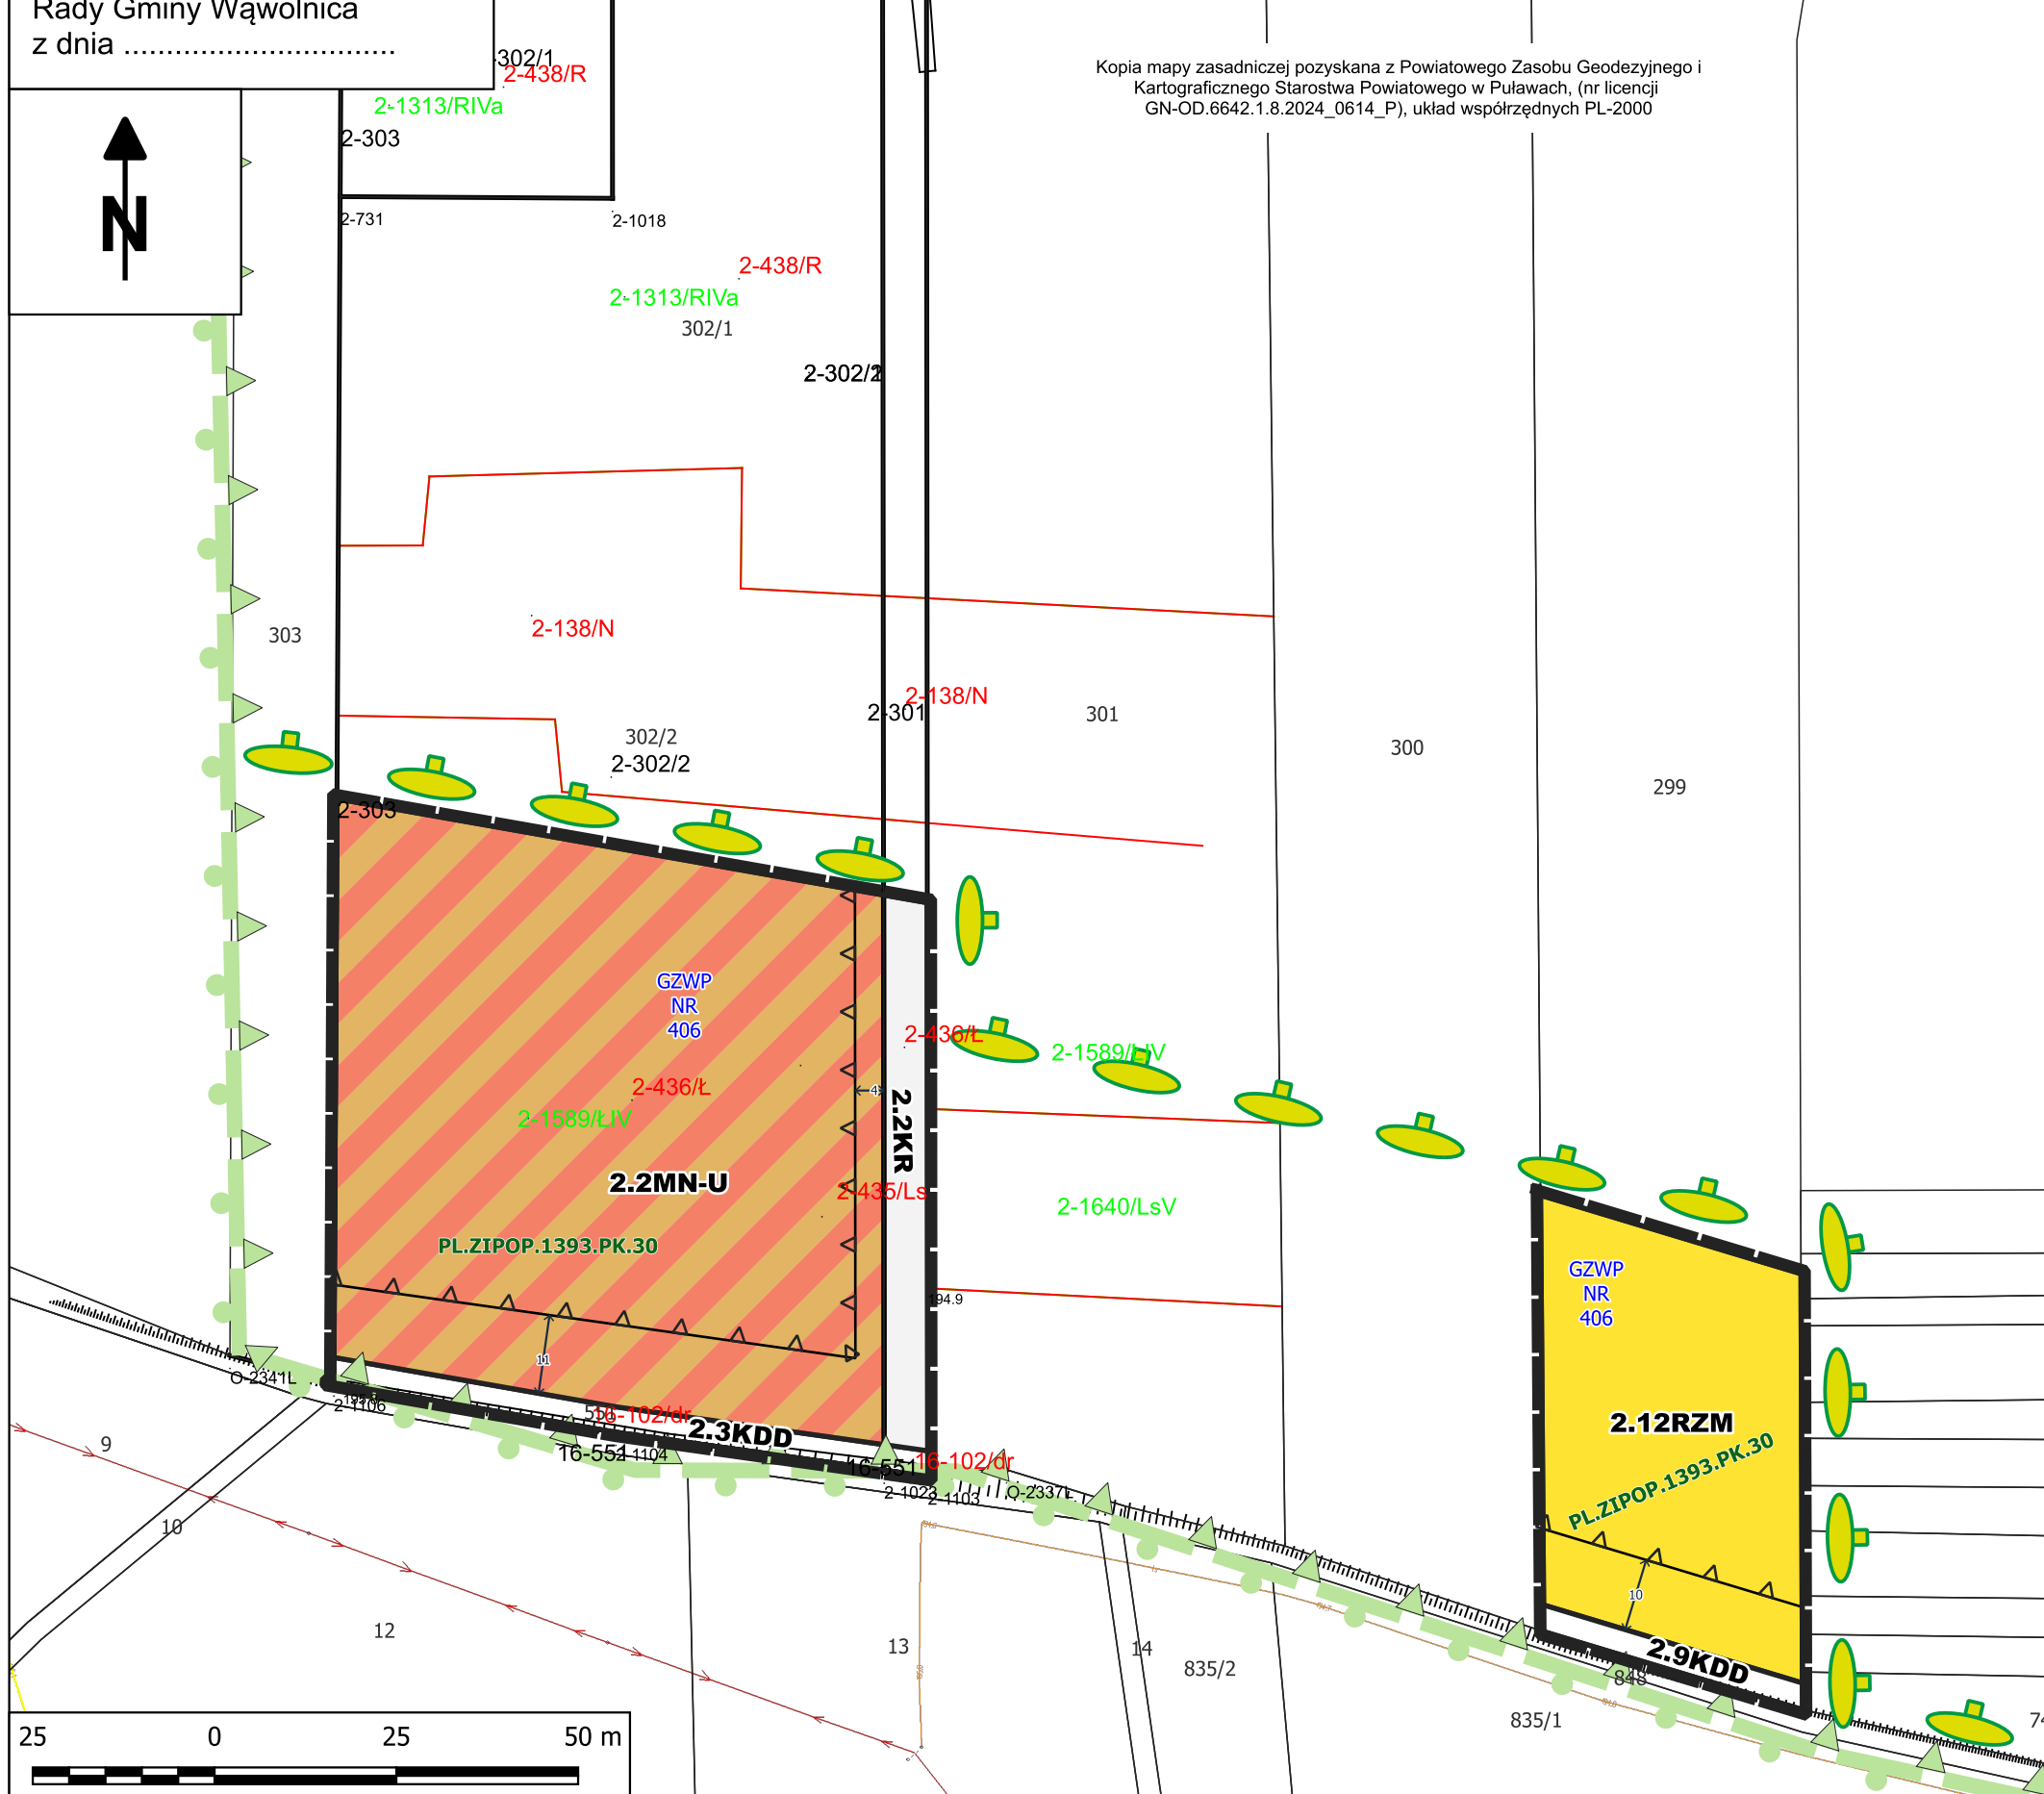 Rady Gminy Wąwolnica
z dnia ................................
Kopia mapy zasadniczej pozyskana z Powiatowego Zasobu Geodezyjnego i
Kartograficznego Starostwa Powiatowego w Puławach, (nr licencji
GN-OD.6642.1.8.2024_0614_P), układ współrzędnych PL-2000
-302/1
2-438/R
2-1313/RIVa
2-303
N
2-731
2-1018
2-438/R
2-1313/RIVa
302/1
2-302/2
303
2-138/N
2-138/N
2-301
301
302/2
2-302/2
300
299
2-303
GZWP
NR
406
2-436/Ł
2-1589/ŁIV
2-436/Ł
2-1589/ŁIV
4
2.2KR
2.2MN-U
2-435/Ls
2-1640/LsV
PL.ZIPOP.1393.PK.30
194.9
GZWP
NR
406
11
O-2341L
2-1106
551
16-102/dr
2.3KDD
16-551
2-1104
16-551
16-102/dr
2-1023
2-1103
O-2337L
2.12RZM
PL.ZIPOP.1393.PK.30
10
2.9KDD
848
9
10
12
13
14
835/2
835/1
74
25 0 25 50 m